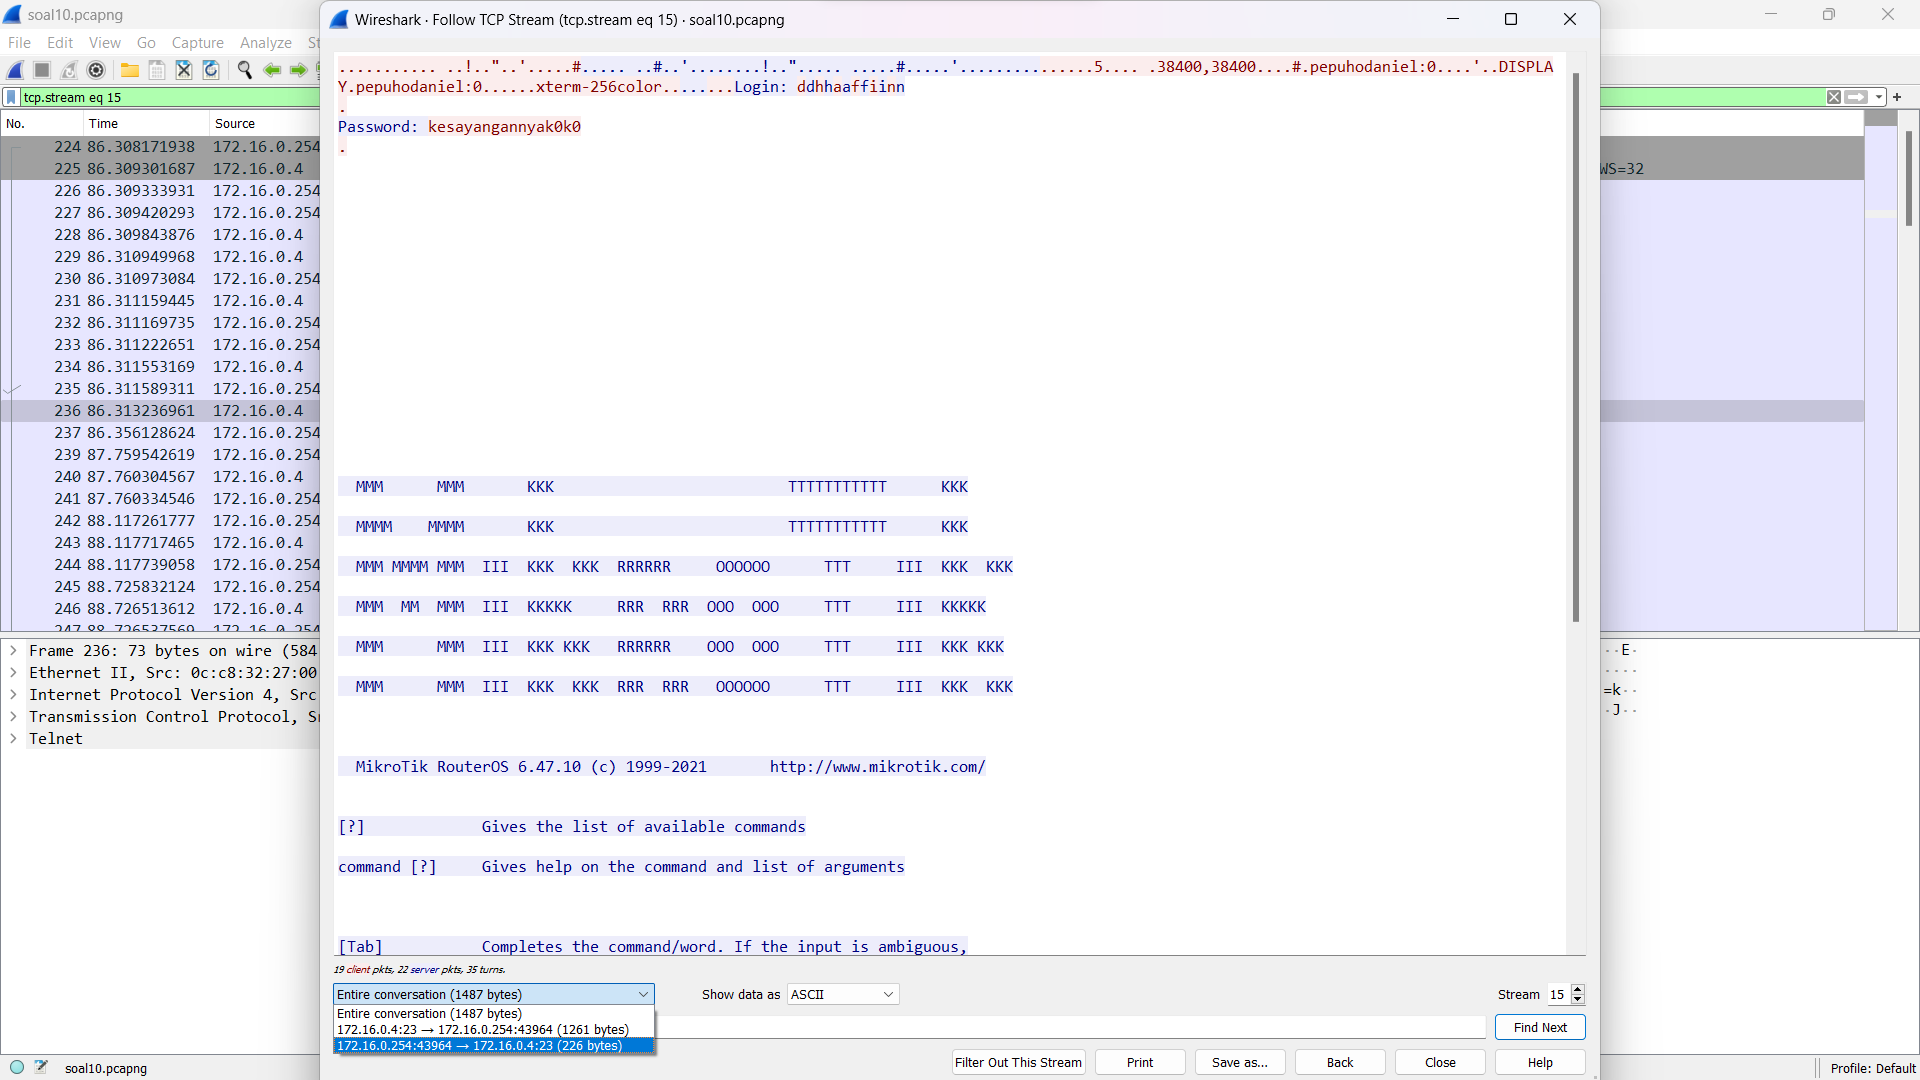 soal10.pcapng
File Edit View Go Capture Analyze St
tcp.stream eq 15
No. Time Source
224 86.308171938 172.16.0.254
225 86.309301687 172.16.0.4
226 86.309333931 172.16.0.254
227 86.309420293 172.16.0.254
228 86.309843876 172.16.0.4
229 86.310949968 172.16.0.4
230 86.310973084 172.16.0.254
231 86.311159445 172.16.0.4
232 86.311169735 172.16.0.254
233 86.311222651 172.16.0.254
234 86.311553169 172.16.0.4
235 86.311589311 172.16.0.254
236 86.313236961 172.16.0.4
237 86.356128624 172.16.0.254
239 87.759542619 172.16.0.254
240 87.760304567 172.16.0.4
241 87.760334546 172.16.0.254
242 88.117261777 172.16.0.254
243 88.117717465 172.16.0.4
244 88.117739058 172.16.0.254
245 88.725832124 172.16.0.254
246 88.726513612 172.16.0.4
247 88.726537569 172.16.0.254
WS=32
Frame 236: 73 bytes on wire (584
Ethernet II, Src: 0c:c8:32:27:00
Internet Protocol Version 4, Src
Transmission Control Protocol, Sr
Telnet
Wireshark · Follow TCP Stream (tcp.stream eq 15) · soal10.pcapng
........... ..!.."..'.....#..... ..#..'........!.."..... .....#.....'...............5.... .38400,38400....#.pepuhodaniel:0....'..DISPLA
Y.pepuhodaniel:0......xterm-256color........Login: ddhhaaffiinn
.
Password: kesayangannyak0k0
.
MMM MMM KKK TTTTTTTTTTT KKK
MMMM MMMM KKK TTTTTTTTTTT KKK
MMM MMMM MMM III KKK KKK RRRRRR OOOOOO TTT III KKK KKK
MMM MM MMM III KKKKK RRR RRR OOO OOO TTT III KKKKK
MMM MMM III KKK KKK RRRRRR OOO OOO TTT III KKK KKK
MMM MMM III KKK KKK RRR RRR OOOOOO TTT III KKK KKK
MikroTik RouterOS 6.47.10 (c) 1999-2021 http://www.mikrotik.com/
[?] Gives the list of available commands
command [?] Gives help on the command and list of arguments
[Tab] Completes the command/word. If the input is ambiguous,
19 client pkts, 22 server pkts, 35 turns.
Entire conversation (1487 bytes) Show data as ASCII Stream 15
Entire conversation (1487 bytes)
172.16.0.4:23 → 172.16.0.254:43964 (1261 bytes)
172.16.0.254:43964 → 172.16.0.4:23 (226 bytes)
Find Next
Filter Out This Stream Print Save as... Back Close Help
··E·
····
=k··
·J··
soal10.pcapng
Profile: Default